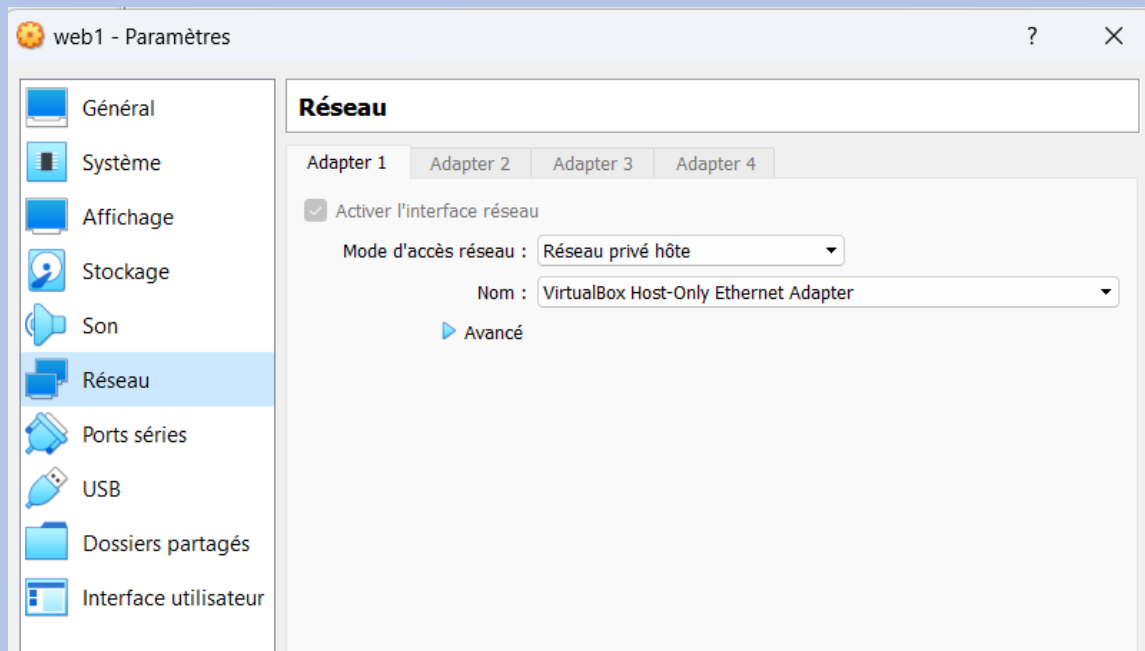 web1 - Paramètres ?
Général
Système
Affichage
Stockage
Son
Réseau
Ports séries
USB
Dossiers partagés
Interface utilisateur
Réseau
Adapter 1 Adapter 2 Adapter 3 Adapter 4
Activer l'interface réseau
Mode d'accès réseau : Réseau privé hôte
Nom : VirtualBox Host-Only Ethernet Adapter
Avancé